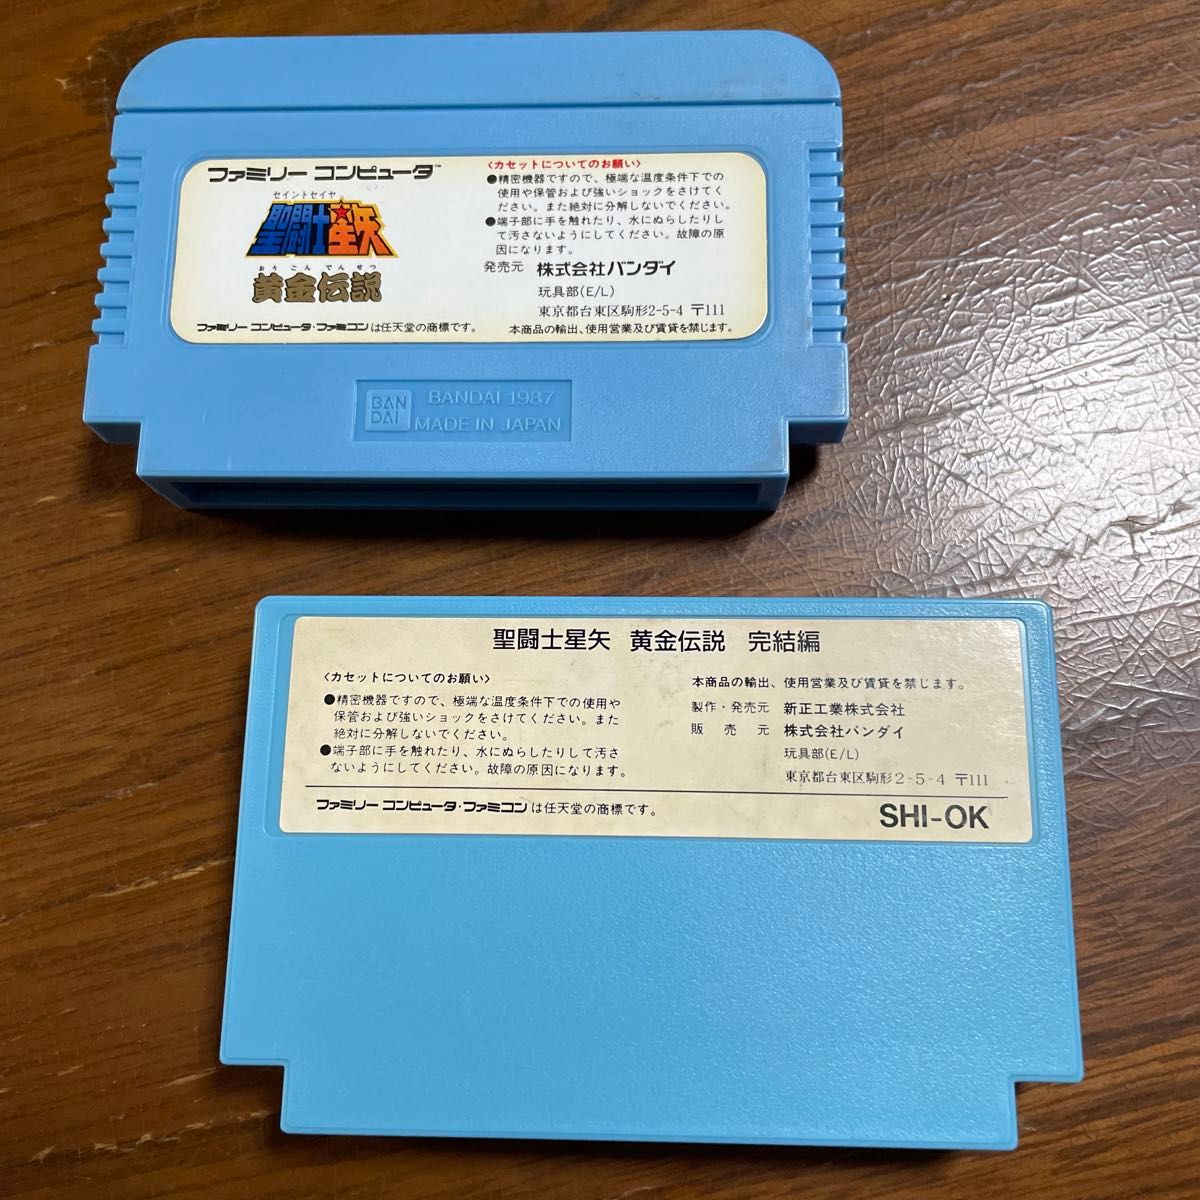 ファミリー コンピュータ™
セイントセイヤ
聖闘士星矢
おうごんでんせつ
黄金伝説
ファミリー コンピュータ・ファミコンは任天堂の商標です。
〈カセットについてのお願い〉
●精密機器ですので、極端な温度条件下での
使用や保管および強いショックをさけてく
ださい。また絶対に分解しないでください。
●端子部に手を触れたり、水にぬらしたりし
て汚さないようにしてください。故障の原
因になります。
発売元 株式会社バンダイ
玩具部(E/L)
東京都台東区駒形2-5-4 〒111
本商品の輸出、使用営業及び賃貸を禁じます。
BAN
DAI
BANDAI 1987
MADE IN JAPAN
聖闘士星矢 黄金伝説 完結編
〈カセットについてのお願い〉
●精密機器ですので、極端な温度条件下での使用や
保管および強いショックをさけてください。また
絶対に分解しないでください。
●端子部に手を触れたり、水にぬらしたりして汚さ
ないようにしてください。故障の原因になります。
本商品の輸出、使用営業及び賃貸を禁じます。
製作・発売元 新正工業株式会社
販売元 株式会社バンダイ
玩具部(E/L)
東京都台東区駒形2-5-4 〒111
ファミリー コンピュータ・ファミコンは任天堂の商標です。
SHI-OK